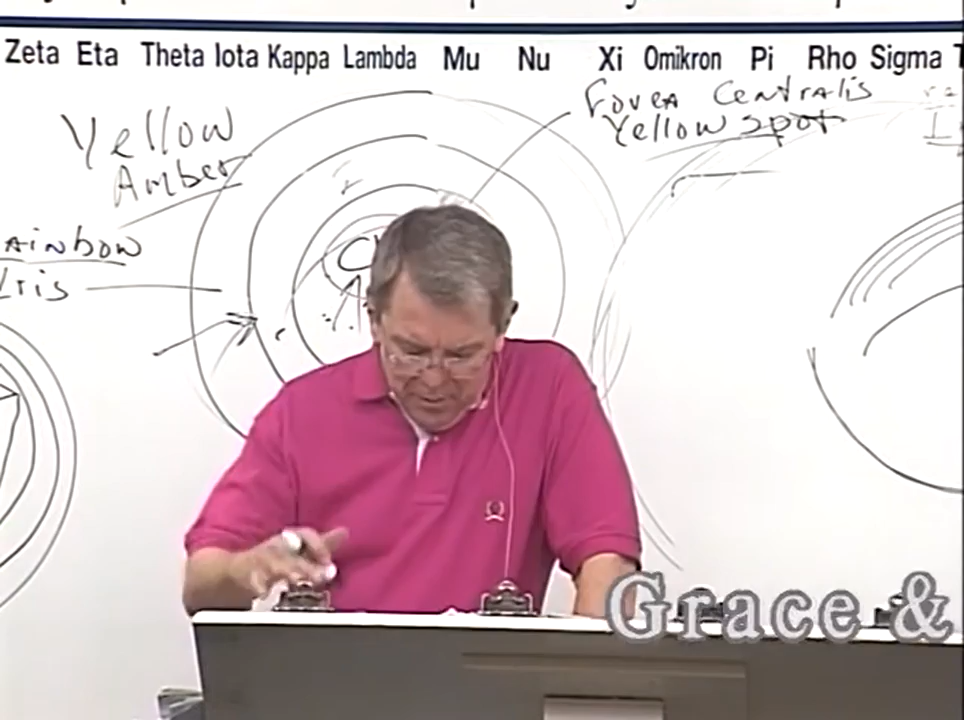 Zeta Eta Theta Iota Kappa Lambda Mu Nu Xi Omikron Pi Rho Sigma T
Yellow
Amber
Fovea Centralis
Yellow spot
ainbow
Iris
Grace &